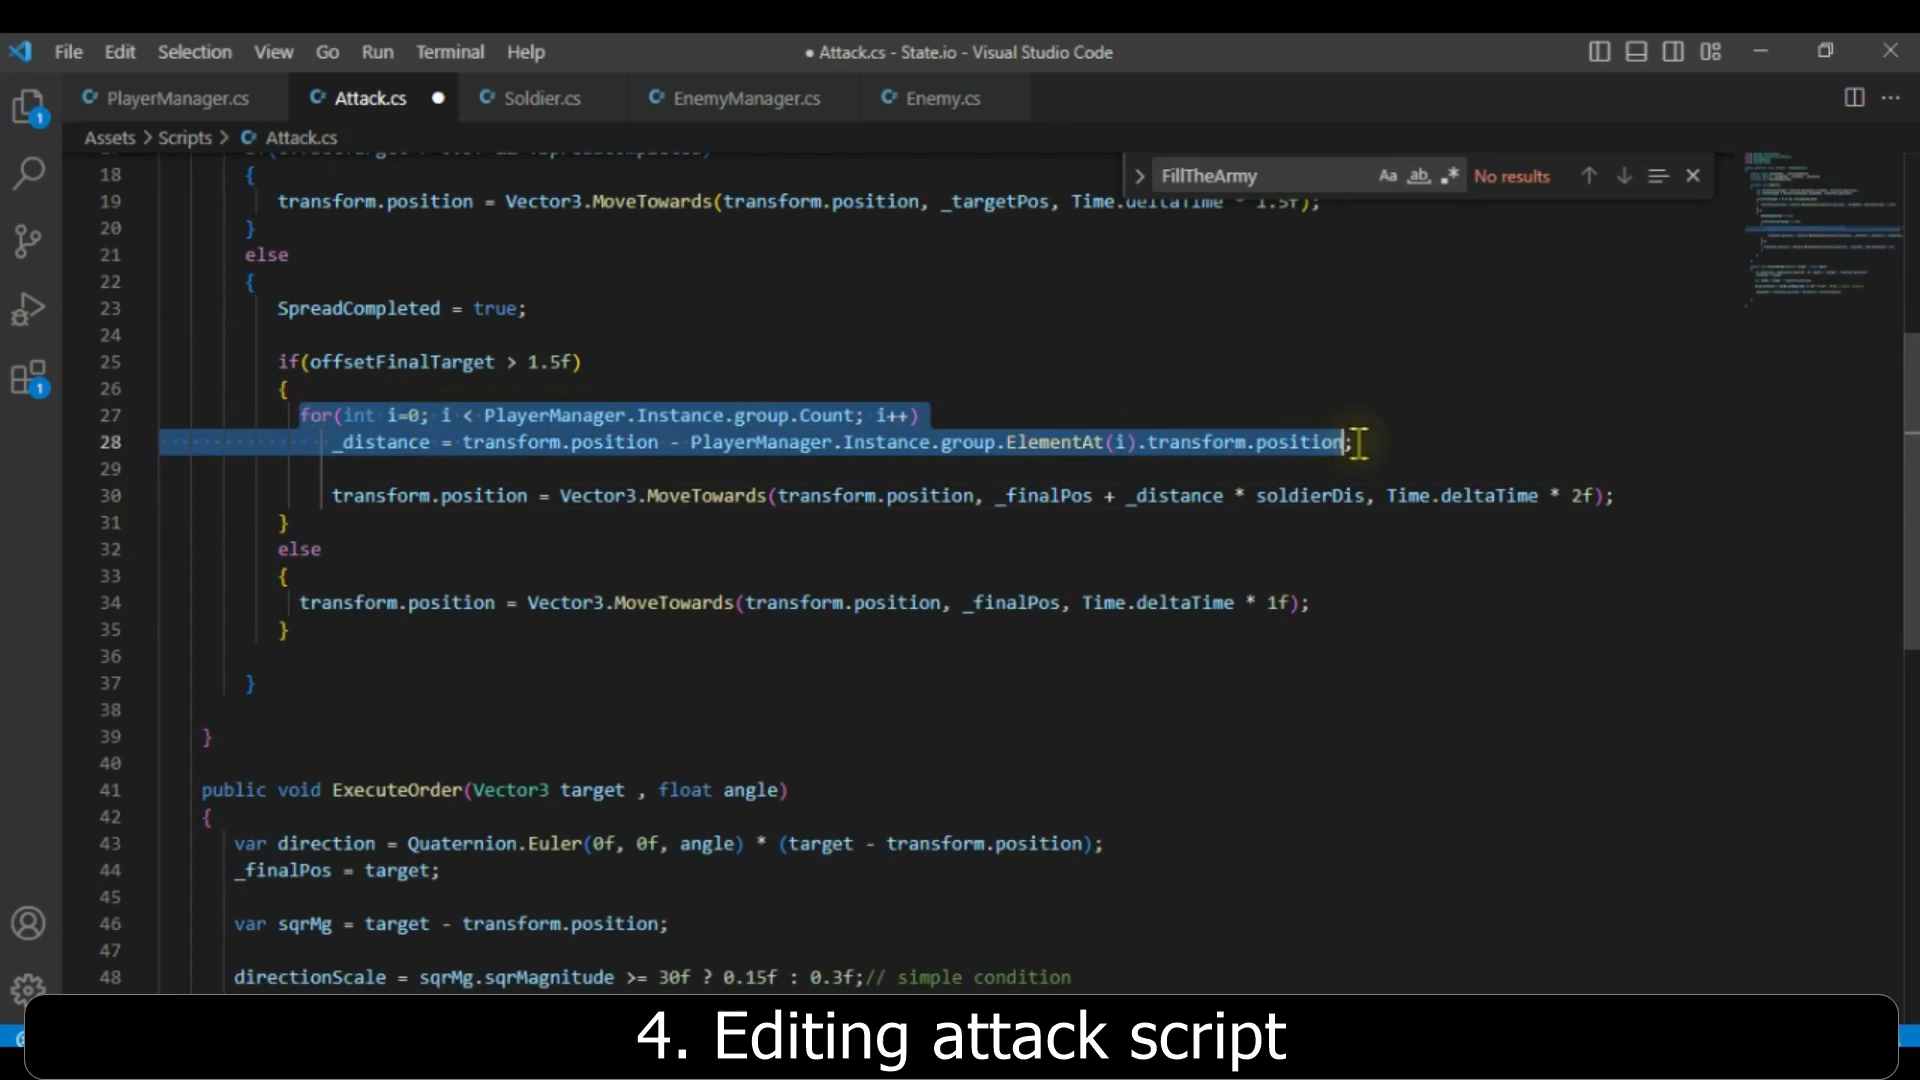 File Edit Selection View Go Run Terminal Help
● Attack.cs - State.io - Visual Studio Code
PlayerManager.cs
Attack.cs
Soldier.cs
EnemyManager.cs
Enemy.cs
Assets > Scripts > Attack.cs
FillTheArmy
Aa ab
No results
1
1
18 {
19 transform.position = Vector3.MoveTowards(transform.position, _targetPos, Time.deltaTime * 1.5f);
20 }
21 else
22 {
23 SpreadCompleted = true;
24
25 if(offsetFinalTarget > 1.5f)
26 {
27 for(int i=0; i < PlayerManager.Instance.group.Count; i++)
28 _distance = transform.position - PlayerManager.Instance.group.ElementAt(i).transform.position;
29
30 transform.position = Vector3.MoveTowards(transform.position, _finalPos + _distance * soldierDis, Time.deltaTime * 2f);
31 }
32 else
33 {
34 transform.position = Vector3.MoveTowards(transform.position, _finalPos, Time.deltaTime * 1f);
35 }
36
37 }
38
39 }
40
41 public void ExecuteOrder(Vector3 target , float angle)
42 {
43 var direction = Quaternion.Euler(0f, 0f, angle) * (target - transform.position);
44 _finalPos = target;
45
46 var sqrMg = target - transform.position;
47
48 directionScale = sqrMg.sqrMagnitude >= 30f ? 0.15f : 0.3f;// simple condition
4. Editing attack script